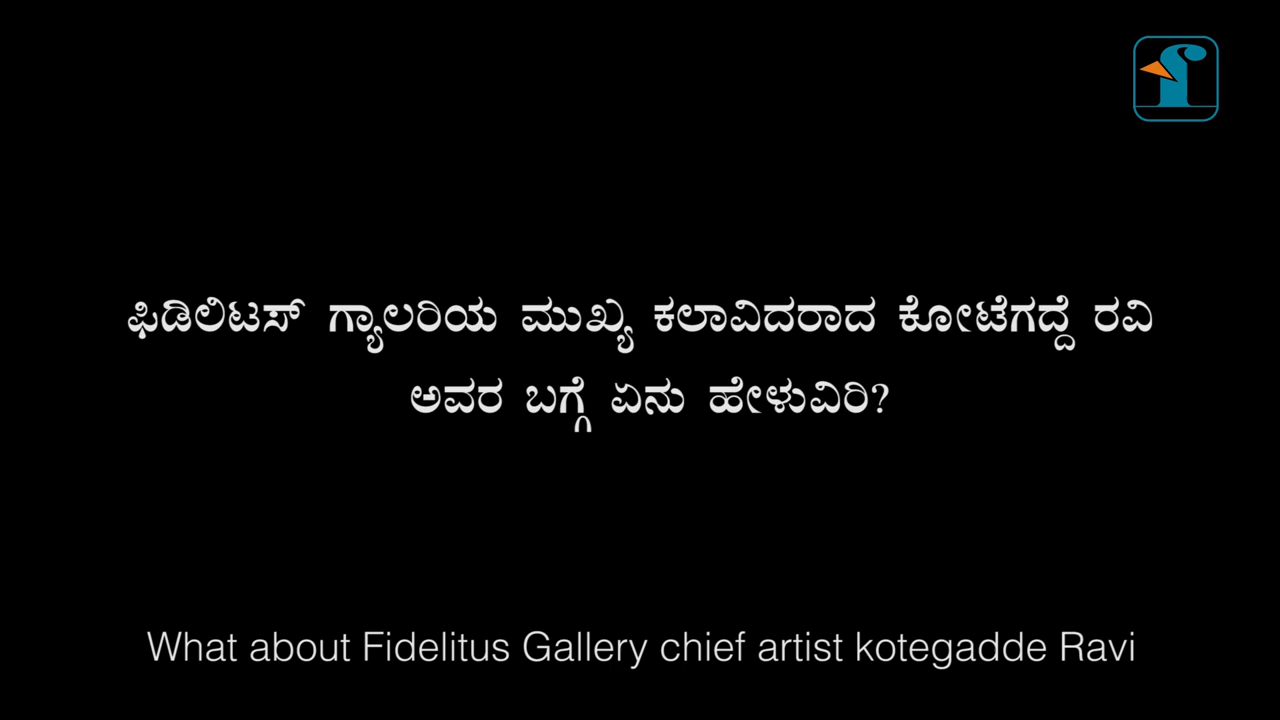 ಫಿಡಿಲಿಟಸ್ ಗ್ಯಾಲರಿಯ ಮುಖ್ಯ ಕಲಾವಿದರಾದ ಕೋಟೆಗದ್ದೆ ರವಿ
ಅವರ ಬಗ್ಗೆ ಏನು ಹೇಳುವಿರಿ?
What about Fidelitus Gallery chief artist kotegadde Ravi